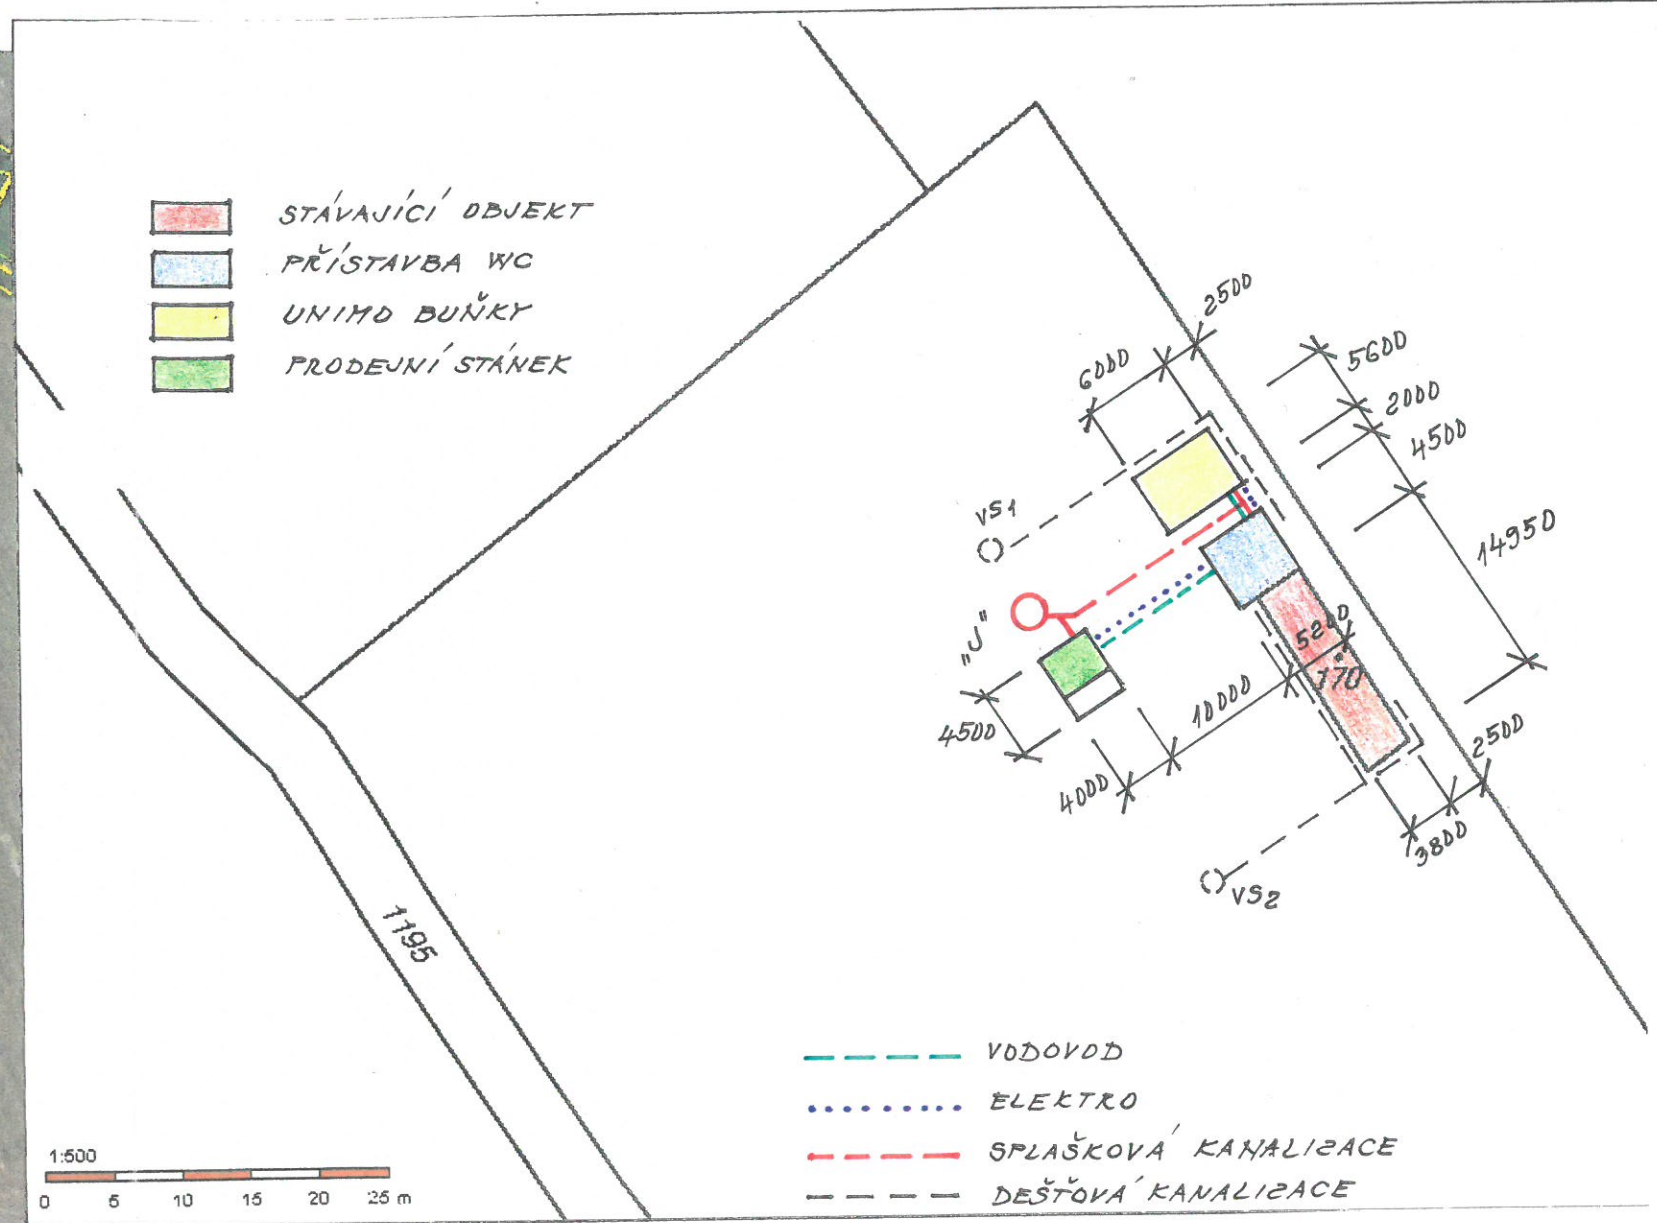 STÁVAJÍCÍ OBJEKT
PŘÍSTAVBA WC
UNIMO BUŇKY
PRODEJNÍ STÁNEK
2500
6000
5600
2000
4500
14950
VS1
„J"
5200
170
10000
4500
4000
2500
3800
VS2
1195
VODOVOD
ELEKTRO
SPLAŠKOVÁ KANALIZACE
DEŠŤOVÁ KANALIZACE
1:500
0 5 10 15 20 25 m